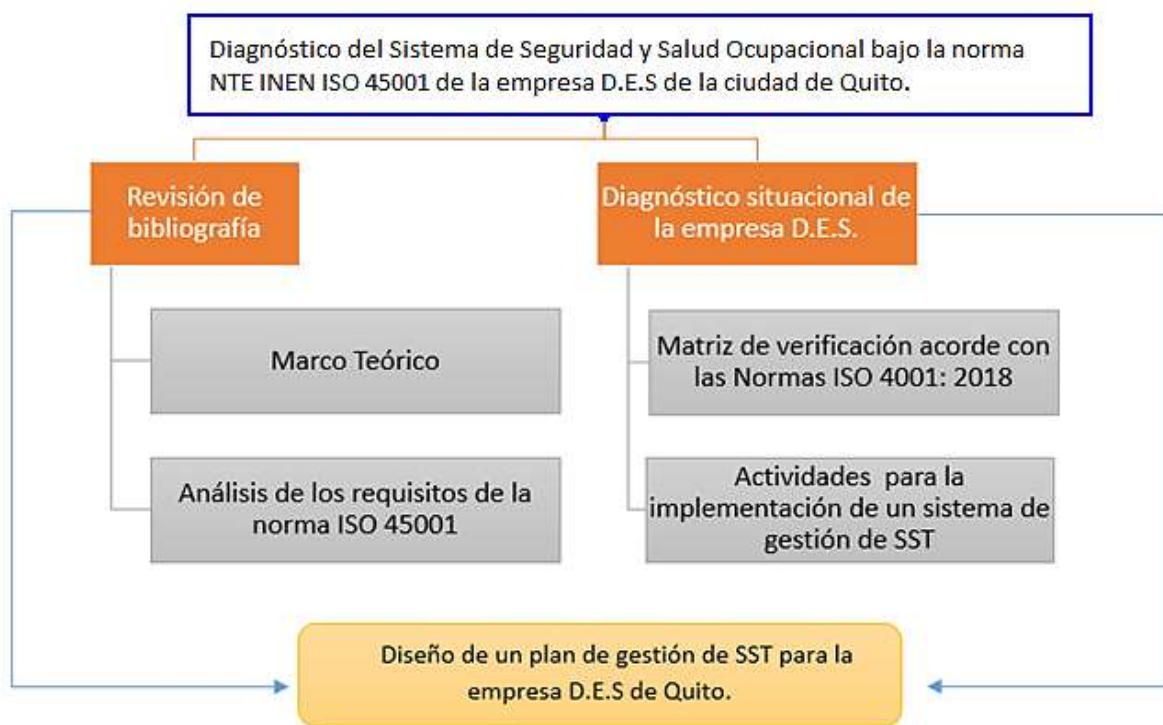 Diagnóstico del Sistema de Seguridad y Salud Ocupacional bajo la norma
NTE INEN ISO 45001 de la empresa D.E.S de la ciudad de Quito.
Revisión de
bibliografía
Diagnóstico situacional de
la empresa D.E.S.
Marco Teórico
Matriz de verificación acorde con
las Normas ISO 4001: 2018
Análisis de los requisitos de la
norma ISO 45001
Actividades para la
implementación de un sistema de
gestión de SST
Diseño de un plan de gestión de SST para la
empresa D.E.S de Quito.